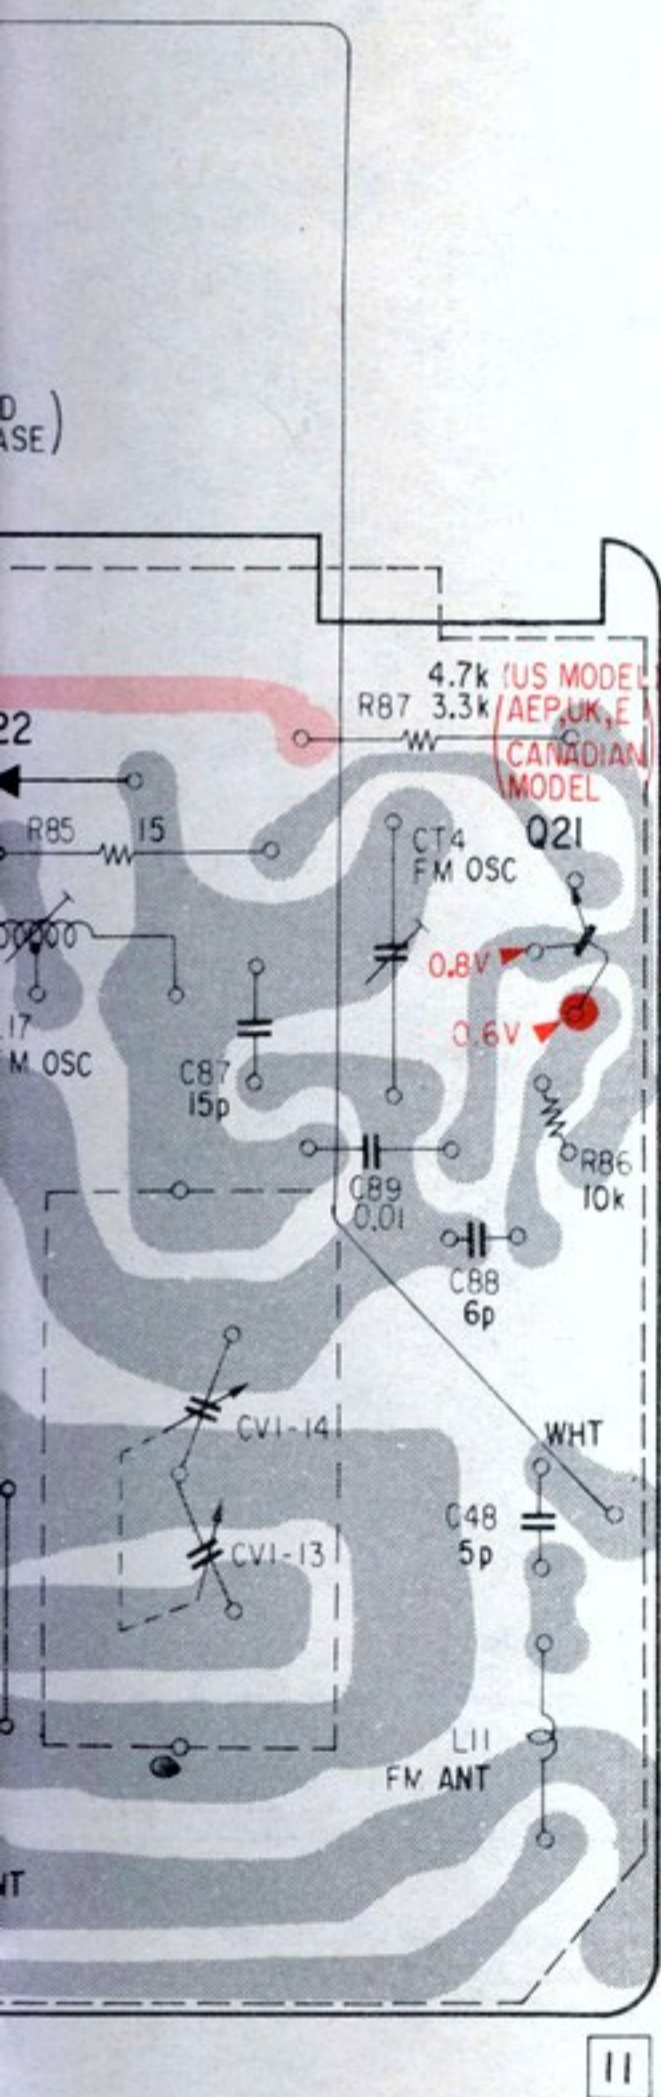 D
ASE)
4.7k (US MODEL
R87 3.3k (AEP,UK,E
CANADIAN
MODEL)
22
R85 15
CT4
FM OSC
Q21
0.8V
0.6V
L17
FM OSC
C87
15p
R86
10k
C89
0.01
C88
6p
CV1-14
WHT
C48
5p
CV1-13
L11
FM ANT
NT
11